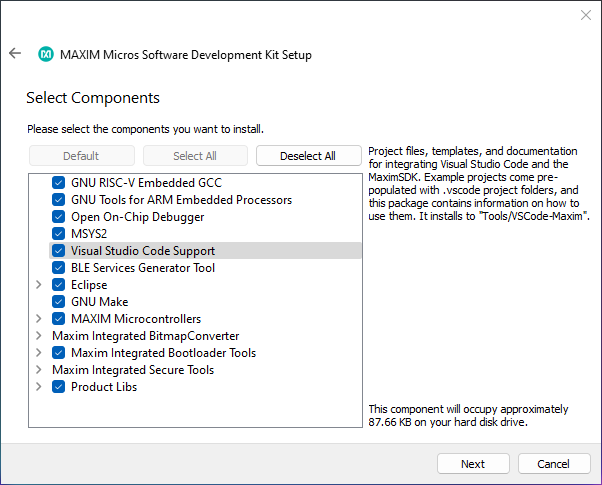 MAXIM Micros Software Development Kit Setup
Select Components
Please select the components you want to install.
Default
Select All
Deselect All
GNU RISC-V Embedded GCC
GNU Tools for ARM Embedded Processors
Open On-Chip Debugger
MSYS2
Visual Studio Code Support
BLE Services Generator Tool
Eclipse
GNU Make
MAXIM Microcontrollers
Maxim Integrated BitmapConverter
Maxim Integrated Bootloader Tools
Maxim Integrated Secure Tools
Product Libs
Project files, templates, and documentation
for integrating Visual Studio Code and the
MaximSDK. Example projects come pre-
populated with .vscode project folders, and
this package contains information on how to
use them. It installs to "Tools/VSCode-Maxim".
This component will occupy approximately
87.66 KB on your hard disk drive.
Next
Cancel